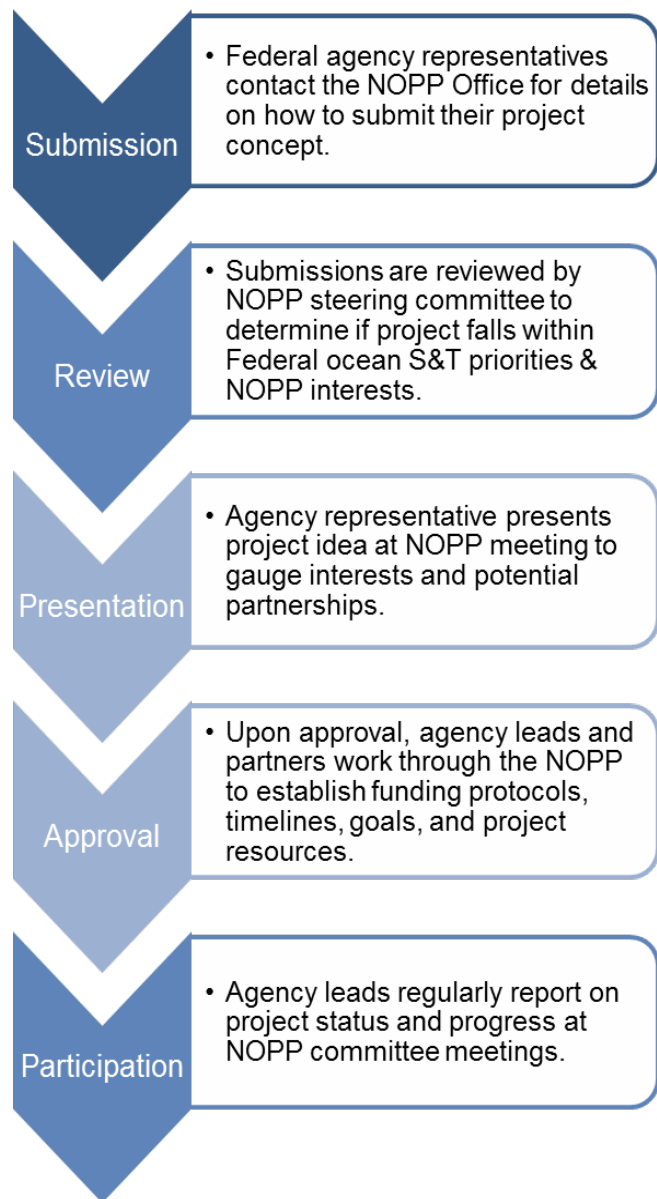 Submission
• Federal agency representatives
contact the NOPP Office for details
on how to submit their project
concept.
Review
• Submissions are reviewed by
NOPP steering committee to
determine if project falls within
Federal ocean S&T priorities &
NOPP interests.
Presentation
• Agency representative presents
project idea at NOPP meeting to
gauge interests and potential
partnerships.
Approval
• Upon approval, agency leads and
partners work through the NOPP
to establish funding protocols,
timelines, goals, and project
resources.
Participation
• Agency leads regularly report on
project status and progress at
NOPP committee meetings.